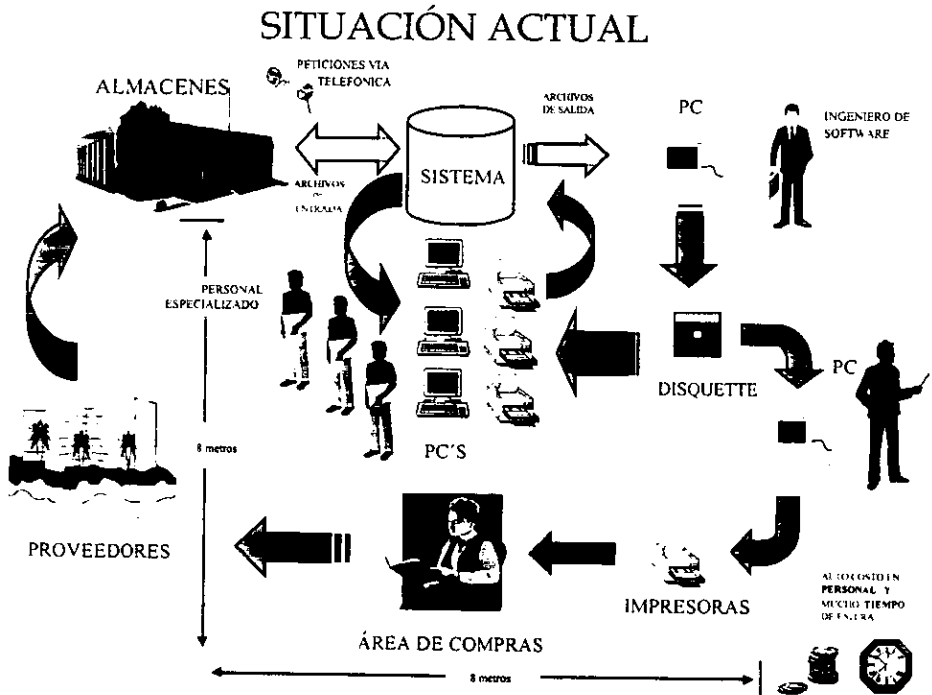 SITUACIÓN ACTUAL
ALMACENES
PETICIONES VIA
TELEFONICA
ARCHIVOS
DE SALIDA
PC
INGENIERO DE
SOFTWARE
SISTEMA
ARCHIVOS
DE
ENTRADA
PERSONAL
ESPECIALIZADO
DISQUETTE
PC
8 metros
PC´S
PROVEEDORES
IMPRESORAS
ÁREA DE COMPRAS
ALTO COSTO EN
PERSONAL Y
MUCHO TIEMPO
DE
8 metros